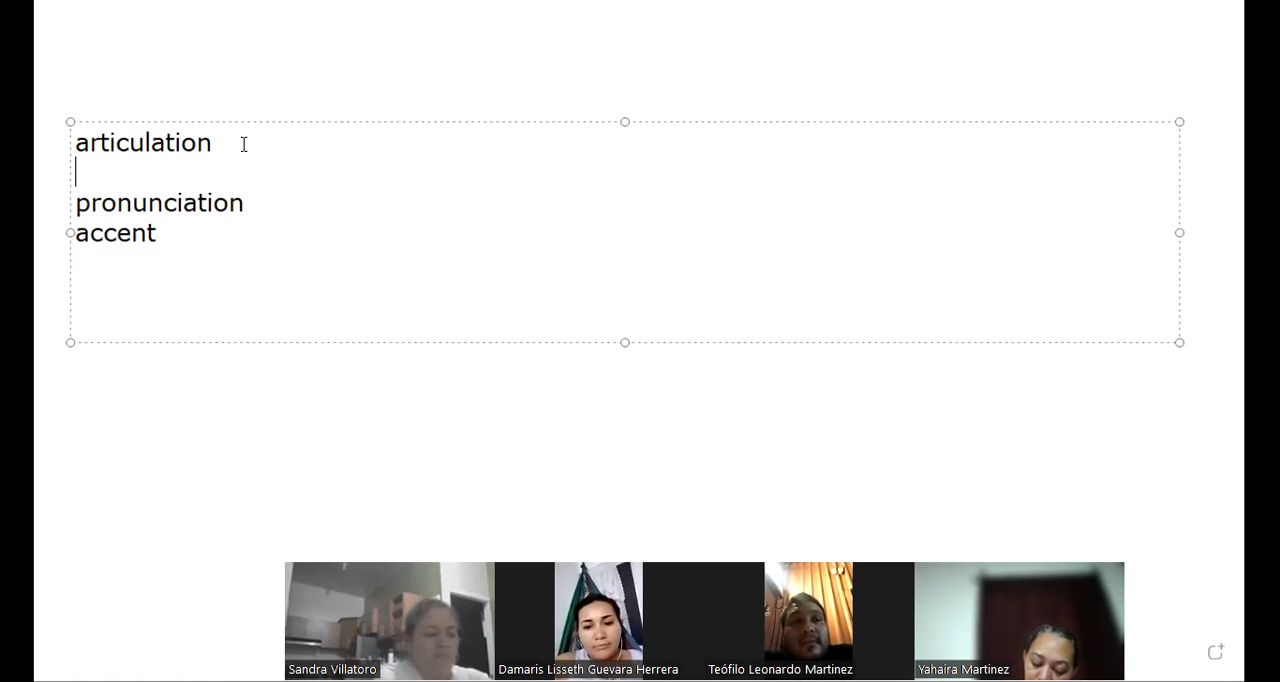 articulation
pronunciation
accent
Sandra Villatoro
Damaris Lisseth Guevara Herrera
Teófilo Leonardo Martinez
Yahaira Martinez